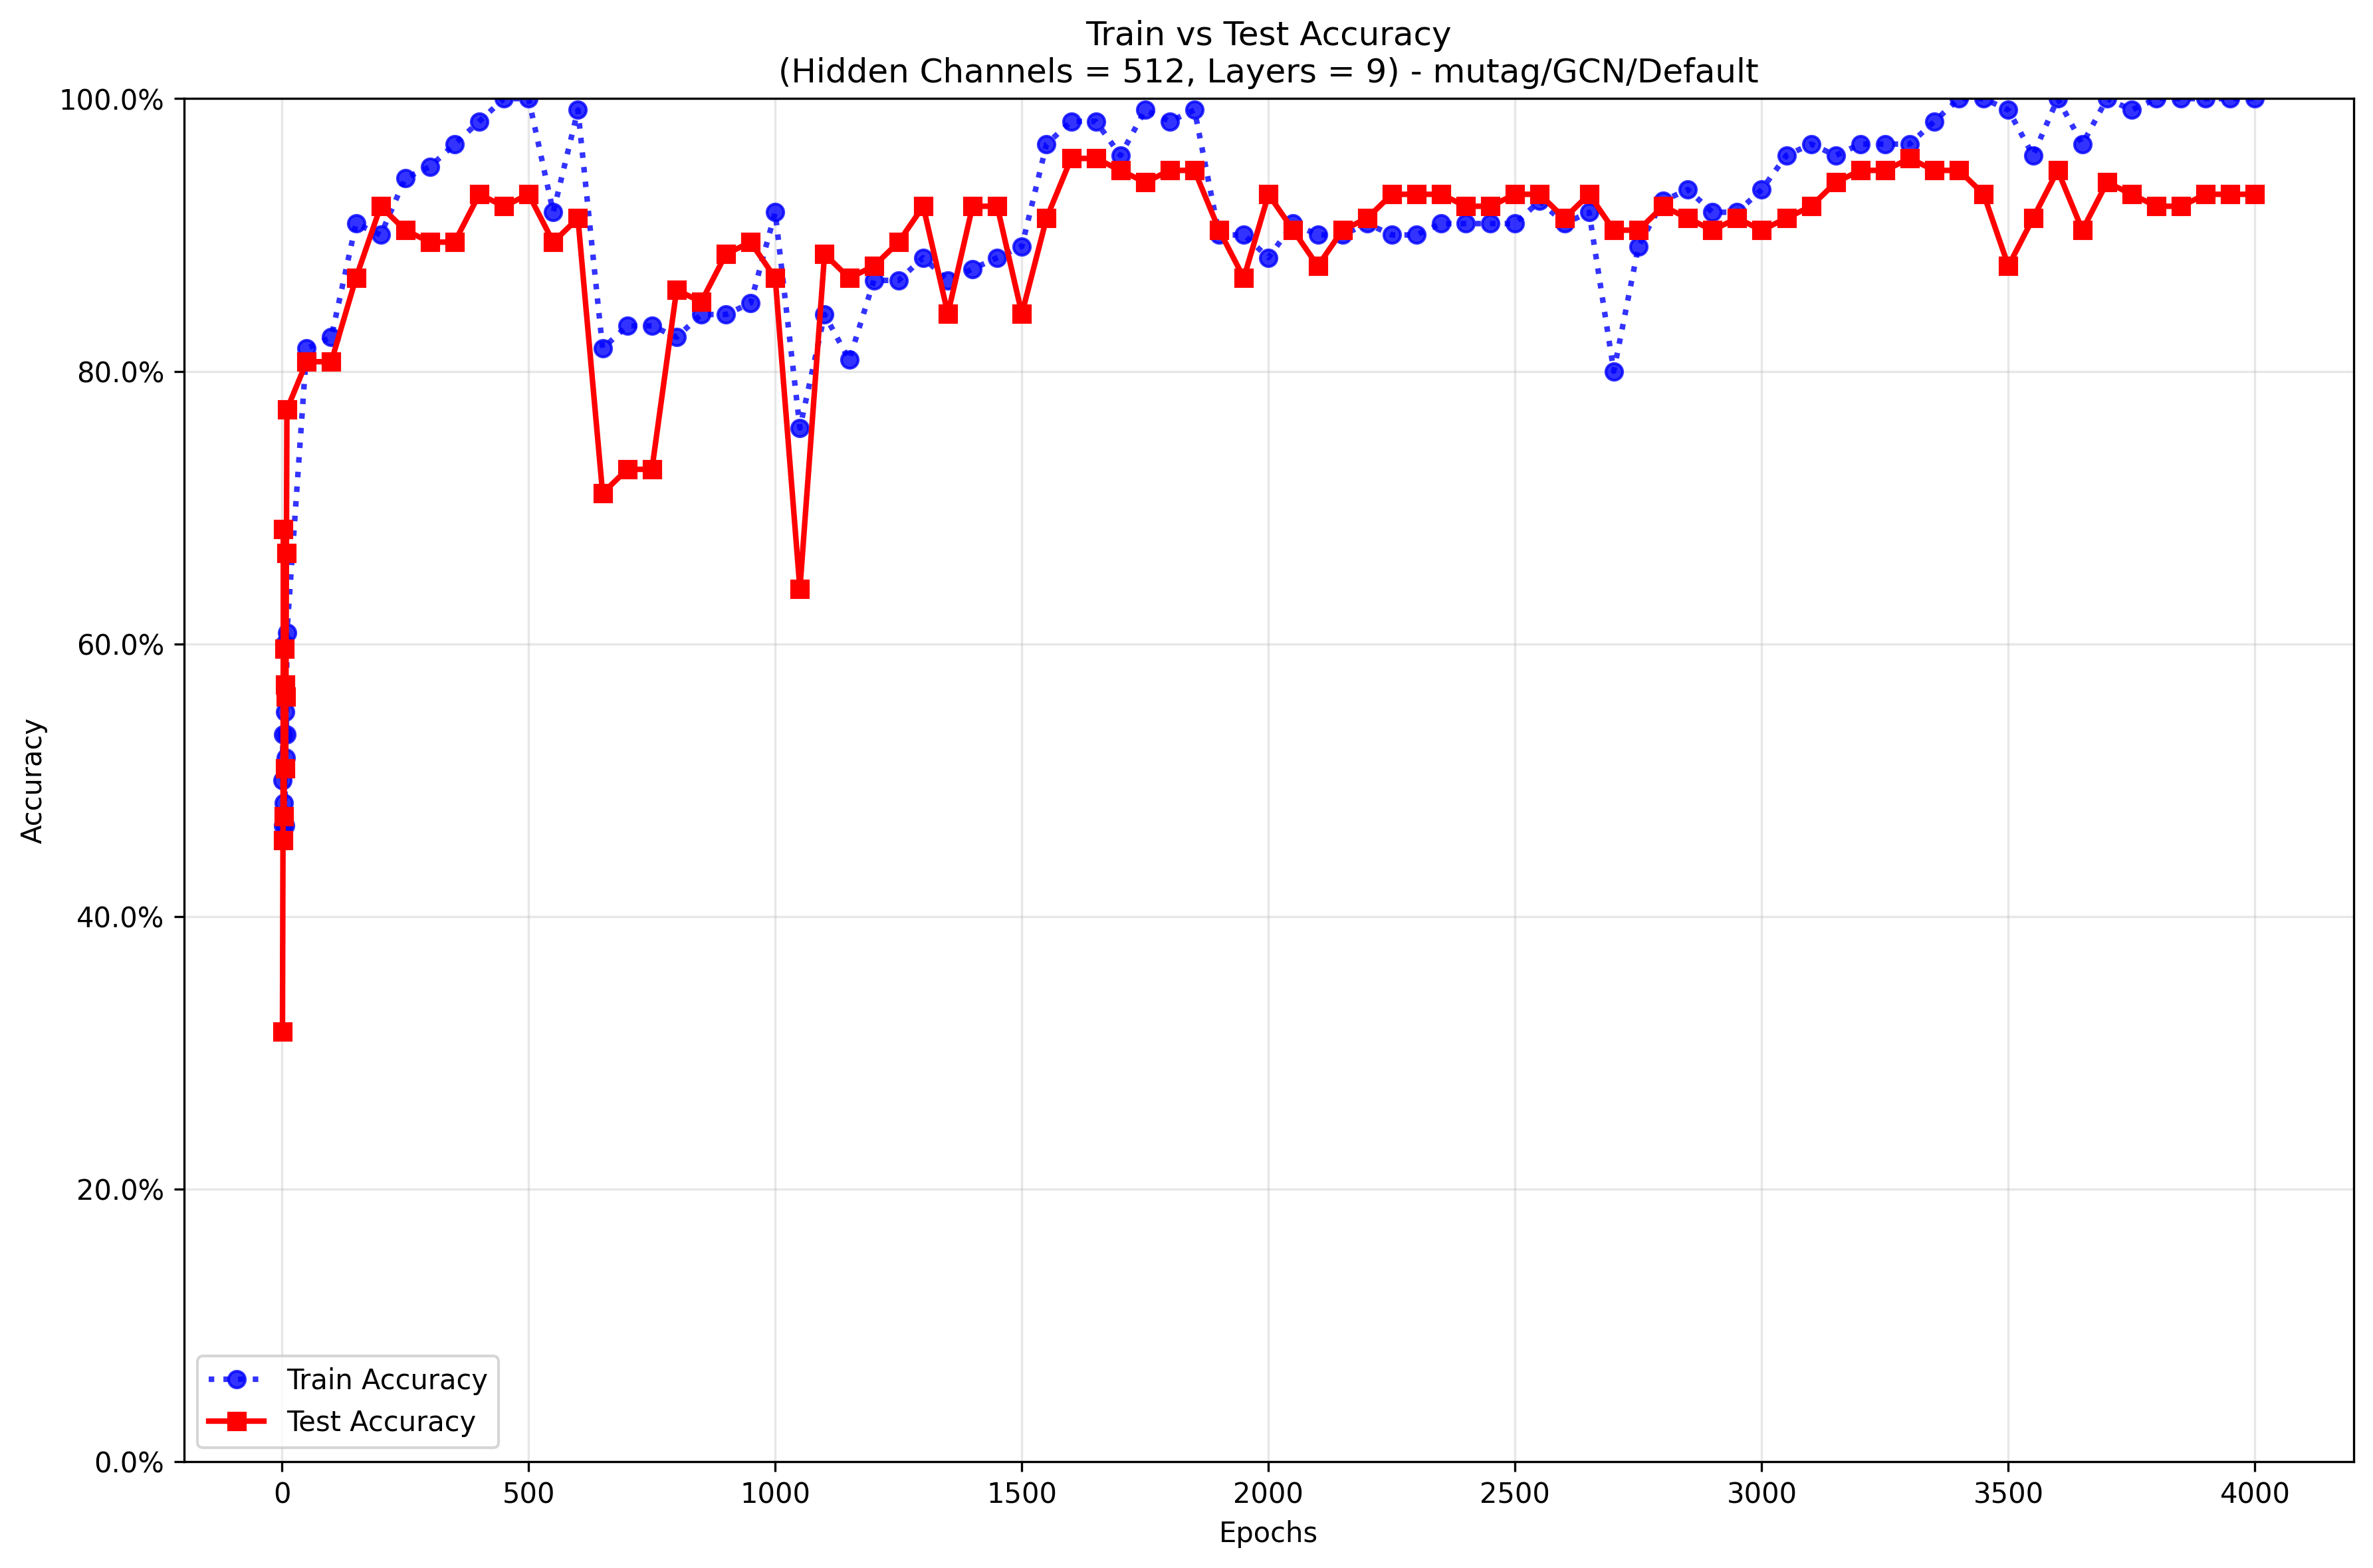 Train vs Test Accuracy
(Hidden Channels = 512, Layers = 9) - mutag/GCN/Default
100.0%
80.0%
60.0%
40.0%
20.0%
0.0%
Accuracy
Train Accuracy
Test Accuracy
0 500 1000 1500 2000 2500 3000 3500 4000
Epochs